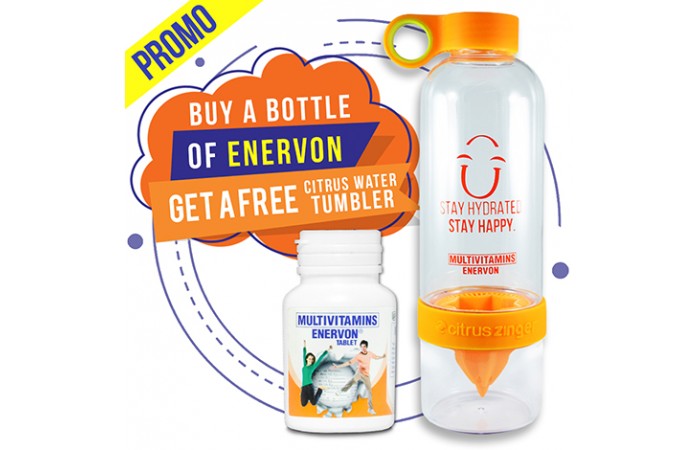 PROMO
BUY A BOTTLE
OF ENERVON
GET A FREE CITRUS WATER
TUMBLER
STAY HYDRATED
STAY HAPPY.
MULTIVITAMINS
ENERVON
citrus zinge
MULTIVITAMINS
ENERVON
TABLET